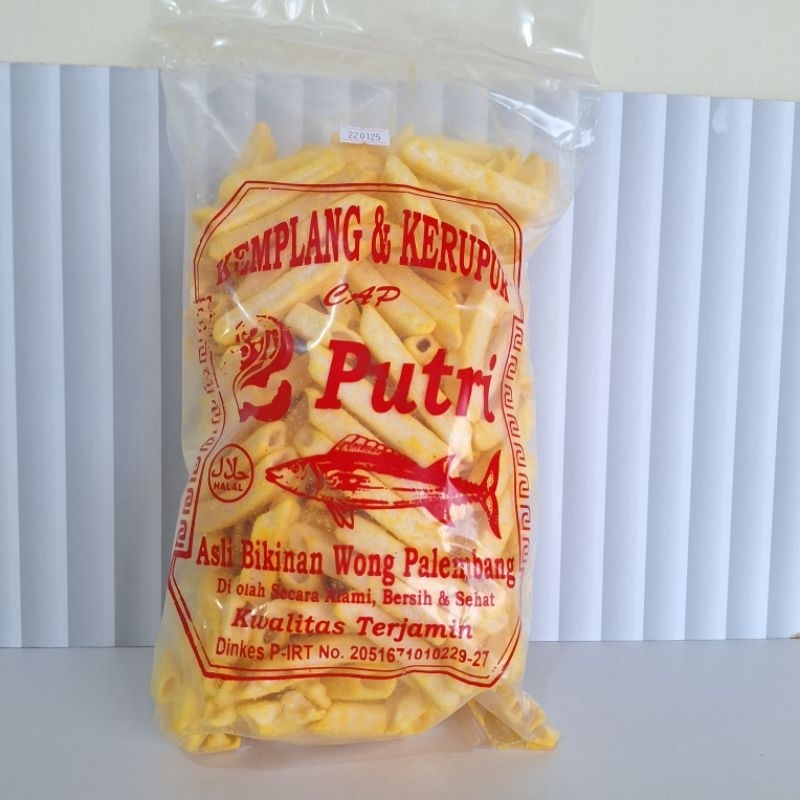 220125
KEMPLANG & KERUPUK
CAP
2 Putri
حلال
HALAL
Asli Bikinan Wong Palembang
Di olah Secara Alami, Bersih & Sehat
Kwalitas Terjamin
Dinkes P-IRT No. 2051671010229-27